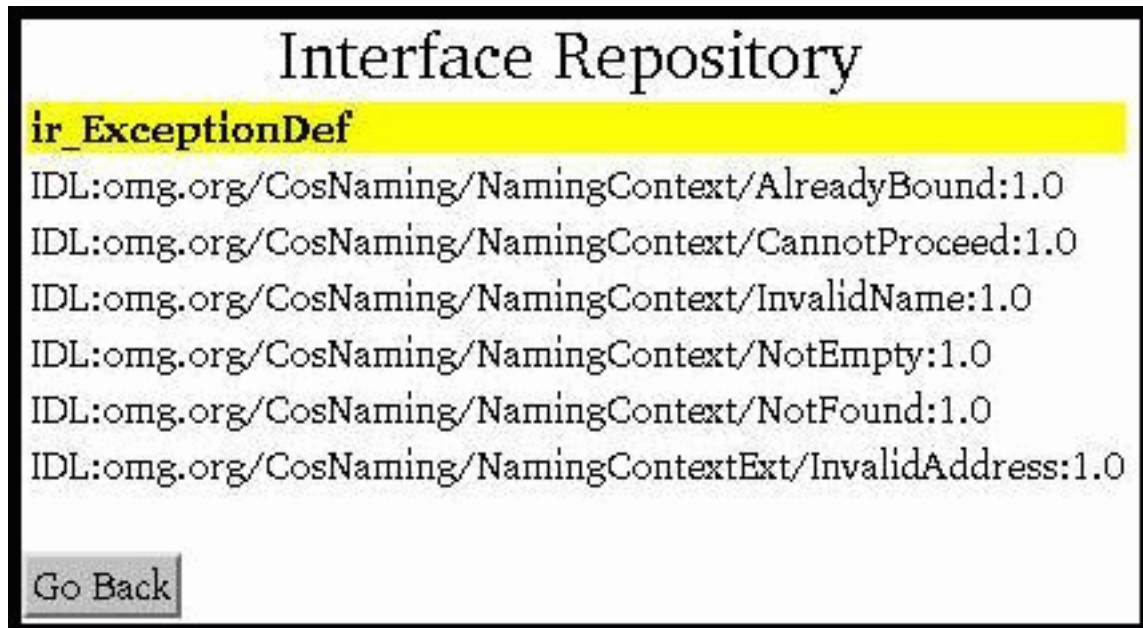 Interface Repository
ir_ExceptionDef
IDL:omg.org/CosNaming/NamingContext/AlreadyBound:1.0
IDL:omg.org/CosNaming/NamingContext/CannotProceed:1.0
IDL:omg.org/CosNaming/NamingContext/InvalidName:1.0
IDL:omg.org/CosNaming/NamingContext/NotEmpty:1.0
IDL:omg.org/CosNaming/NamingContext/NotFound:1.0
IDL:omg.org/CosNaming/NamingContextExt/InvalidAddress:1.0
Go Back